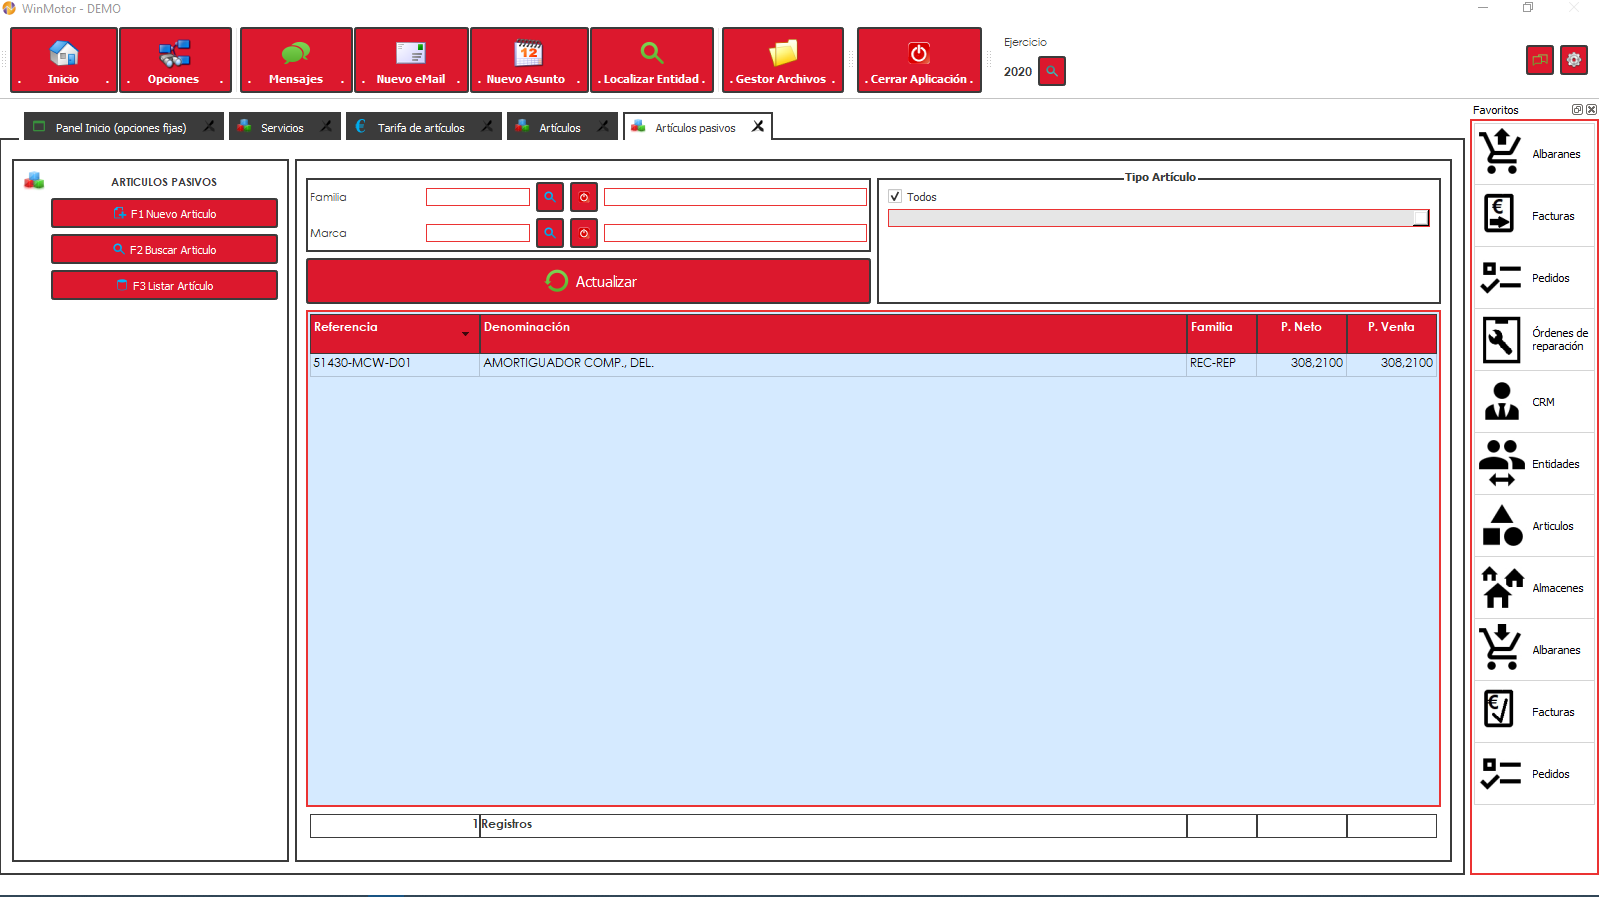 WinMotor - DEMO
. Inicio .
. Opciones .
. Mensajes .
. Nuevo eMail .
12
. Nuevo Asunto .
. Localizar Entidad .
. Gestor Archivos .
. Cerrar Aplicación .
Ejercicio
2020
Panel Inicio (opciones fijas)
Servicios
€ Tarifa de artículos
Artículos
Artículos pasivos
ARTICULOS PASIVOS
F1 Nuevo Articulo
F2 Buscar Articulo
F3 Listar Artículo
Familia
Marca
Actualizar
Tipo Artículo
Todos
Referencia Denominación Familia P. Neto P. Venta
51430-MCW-D01 AMORTIGUADOR COMP., DEL. REC-REP 308,2100 308,2100
1 Registros
Favoritos
Albaranes
€
Facturas
Pedidos
Órdenes de
reparación
CRM
Entidades
Articulos
Almacenes
Albaranes
€
Facturas
Pedidos